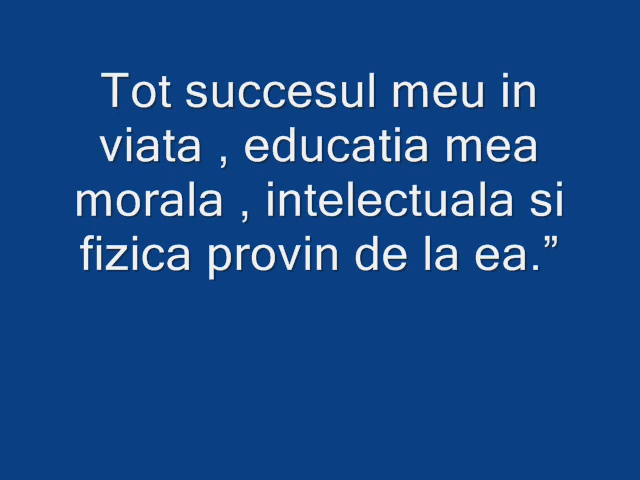 Tot succesul meu in
viata , educatia mea
morala , intelectuala si
fizica provin de la ea.”